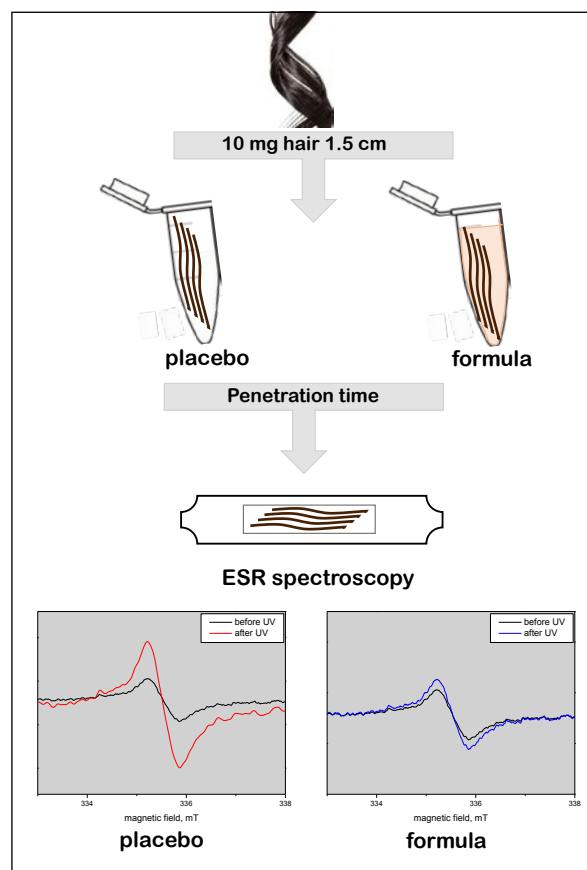 10 mg hair 1.5 cm
placebo
formula
Penetration time
ESR spectroscopy
before UV
after UV
334
336
338
magnetic field, mT
placebo
before UV
after UV
334
336
338
magnetic field, mT
formula